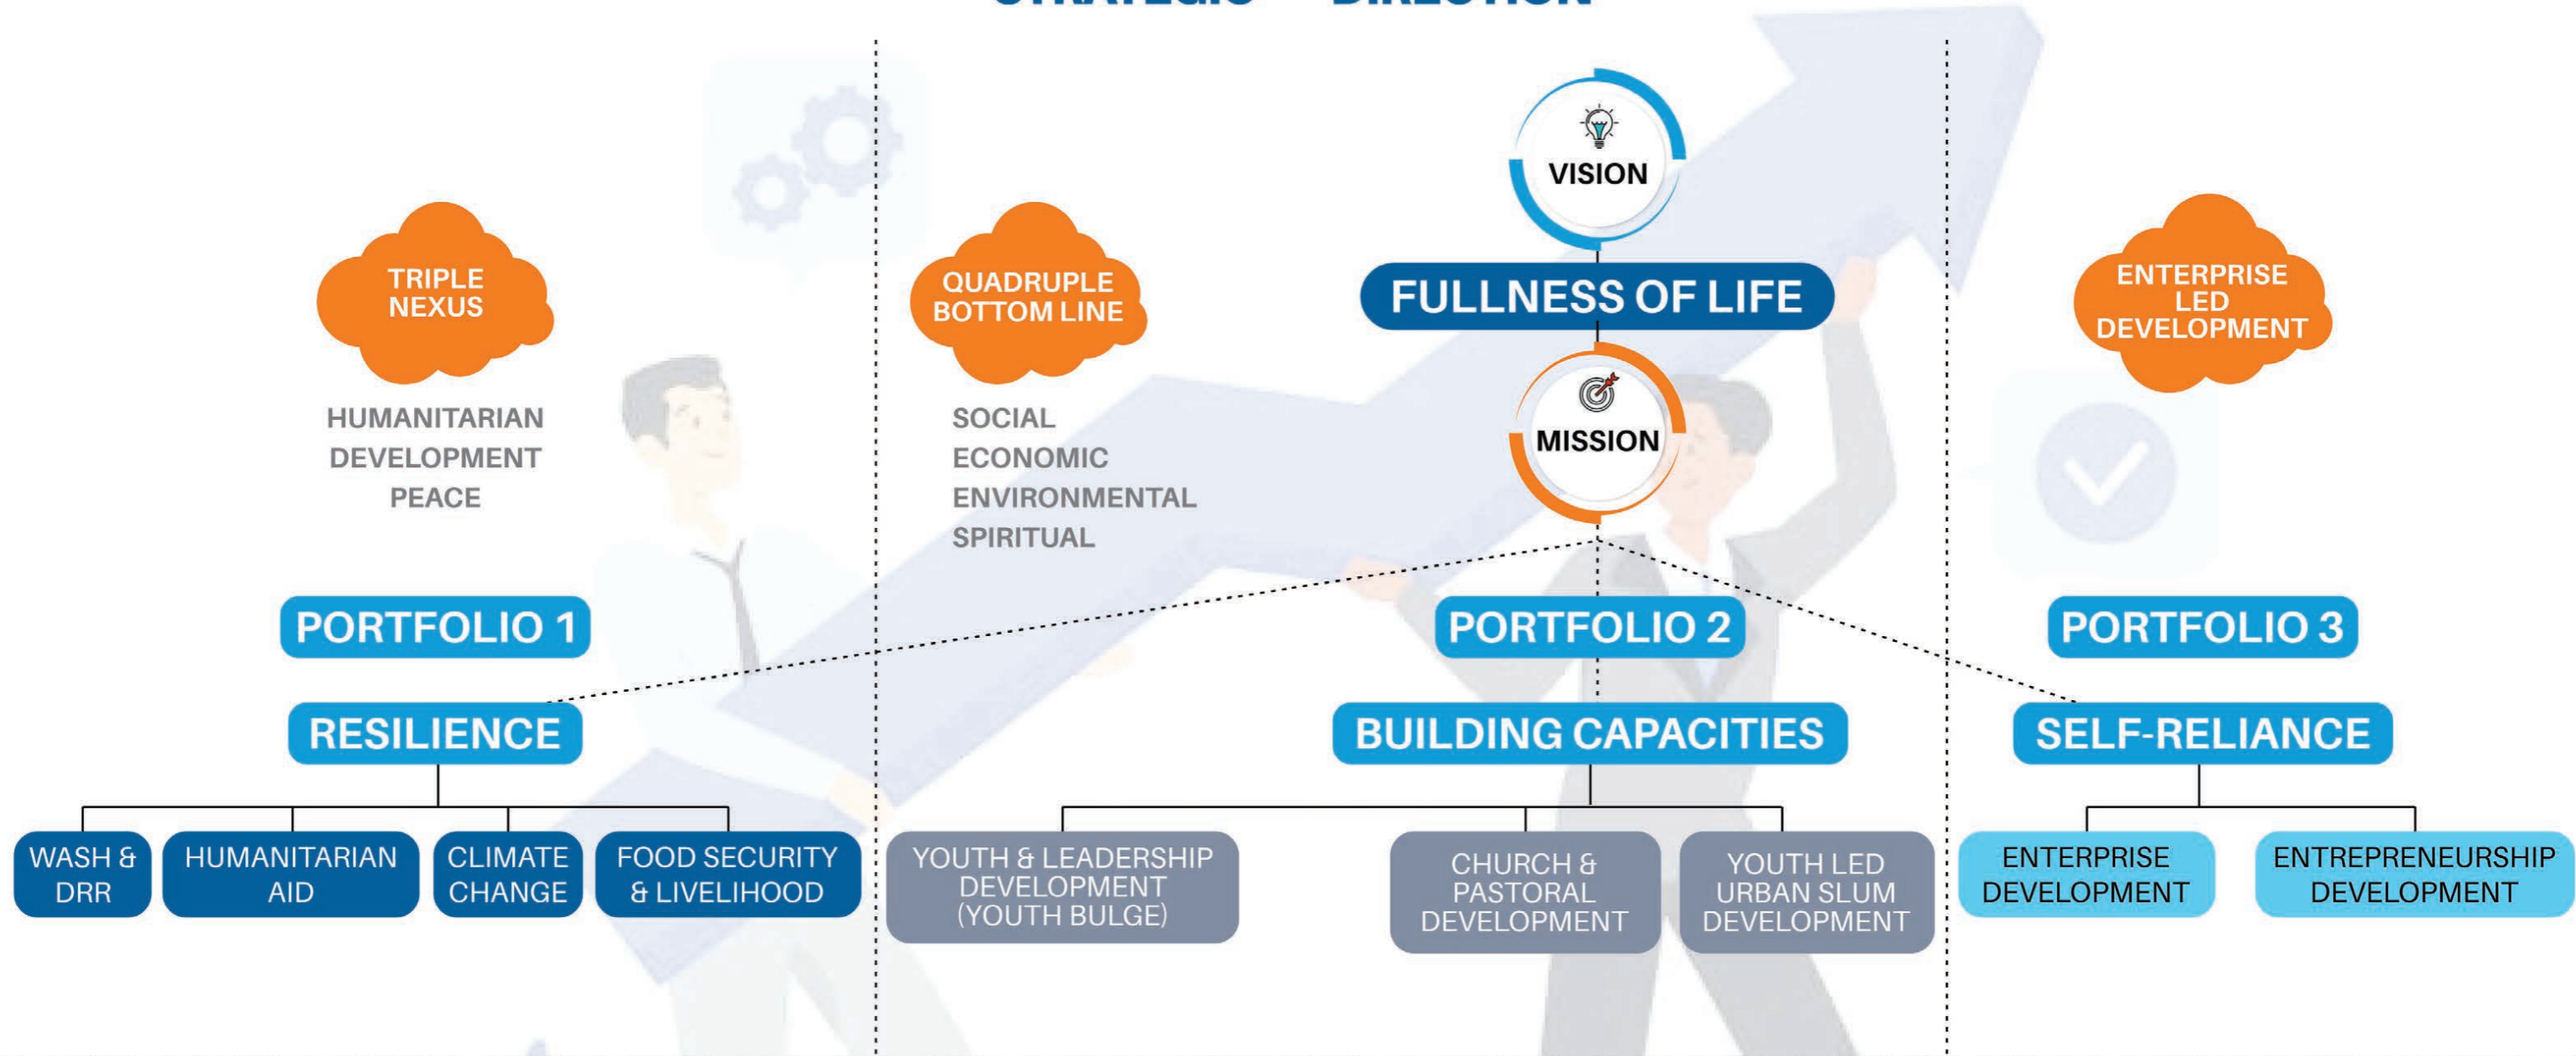 STRATEGIC DIRECTION
VISION
FULLNESS OF LIFE
MISSION
TRIPLE
NEXUS
HUMANITARIAN
DEVELOPMENT
PEACE
QUADRUPLE
BOTTOM LINE
SOCIAL
ECONOMIC
ENVIRONMENTAL
SPIRITUAL
ENTERPRISE
LED
DEVELOPMENT
PORTFOLIO 1
RESILIENCE
WASH &
DRR
HUMANITARIAN
AID
CLIMATE
CHANGE
FOOD SECURITY
& LIVELIHOOD
PORTFOLIO 2
BUILDING CAPACITIES
YOUTH & LEADERSHIP
DEVELOPMENT
(YOUTH BULGE)
CHURCH &
PASTORAL
DEVELOPMENT
YOUTH LED
URBAN SLUM
DEVELOPMENT
PORTFOLIO 3
SELF-RELIANCE
ENTERPRISE
DEVELOPMENT
ENTREPRENEURSHIP
DEVELOPMENT